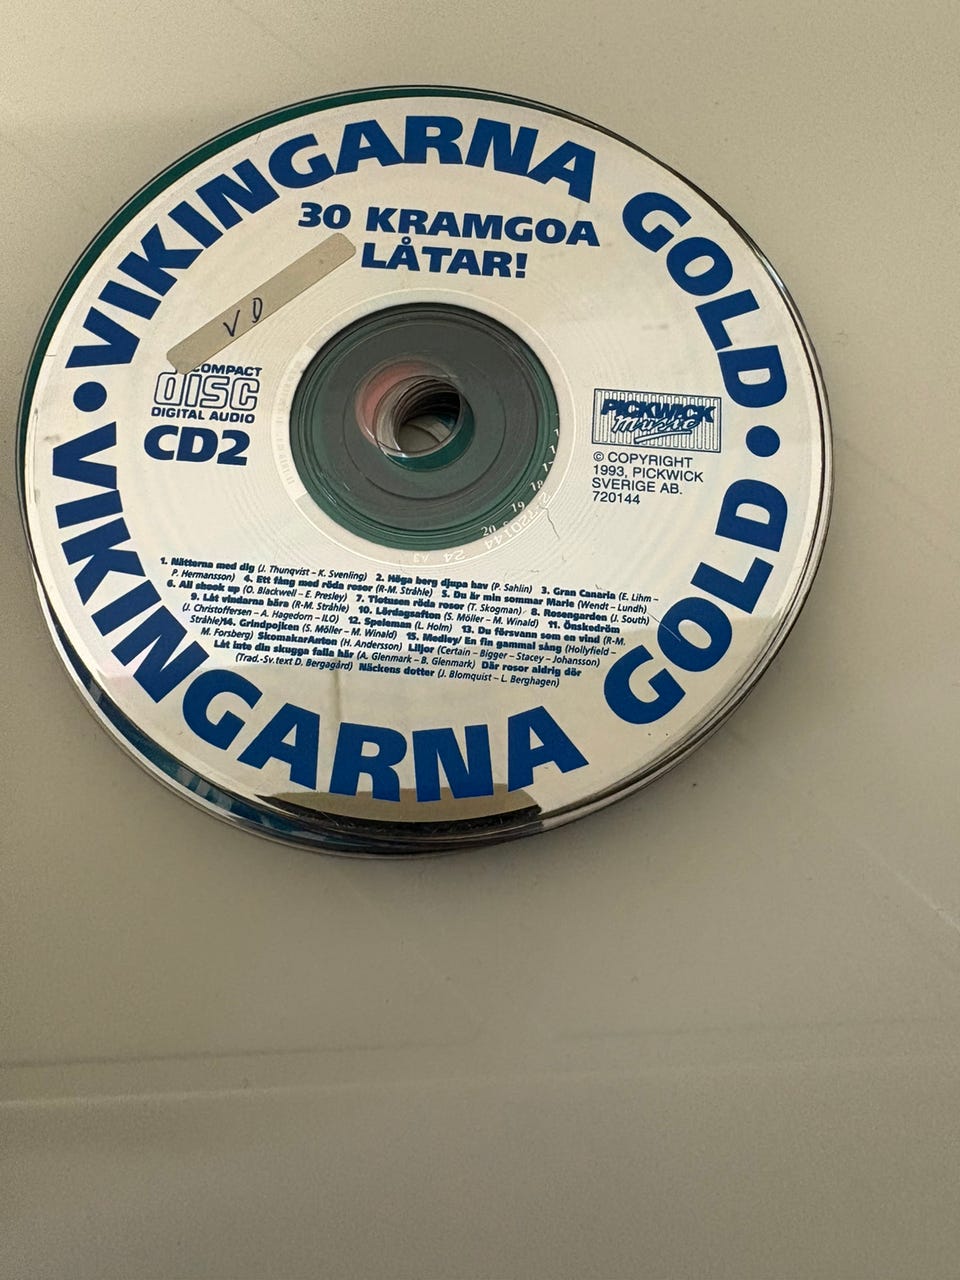 VIKINGARNA GOLD • VIKINGARNA GOLD •
30 KRAMGOA
LÅTAR!
VD
COMPACT
disc
DIGITAL AUDIO
CD2
PICKWICK
music
© COPYRIGHT
1993, PICKWICK
SVERIGE AB.
720144
1. Nätterna med dig (J. Thunqvist – K. Svenling) 2. Höga berg djupa hav (P. Sahlin) 3. Gran Canaria (E. Lihm –
P. Hermansson) 4. Ett fång med röda rosor (R-M. Stråhle) 5. Du är min sommar Marie (Wendt – Lundh)
6. All shook up (O. Blackwell – E. Presley) 7. Tiotusen röda rosor (T. Skogman) 8. Rosengarden (J. South)
9. Låt vindarna bära (R-M. Stråhle) 10. Lördagsafton (S. Möller – M. Winald) 11. Önskedröm
(J. Christoffersen – A. Hagedorn – ILO) 12. Speleman (L. Holm) 13. Du försvann som en vind (R-M.
Stråhle) 14. Grindpojken (S. Möller – M. Winald) 15. Medley/ En fin gammal sång (Hollyfield –
M. Forsberg) SkomakarAnton (H. Andersson) Liljor (Certain – Bigger – Stacey – Johansson)
Låt inte din skugga falla här (A. Glenmark – B. Glenmark) Där rosor aldrig dör
(Trad.-Sv.text D. Bergagård) Näckens dotter (J. Blomquist – L. Berghagen)